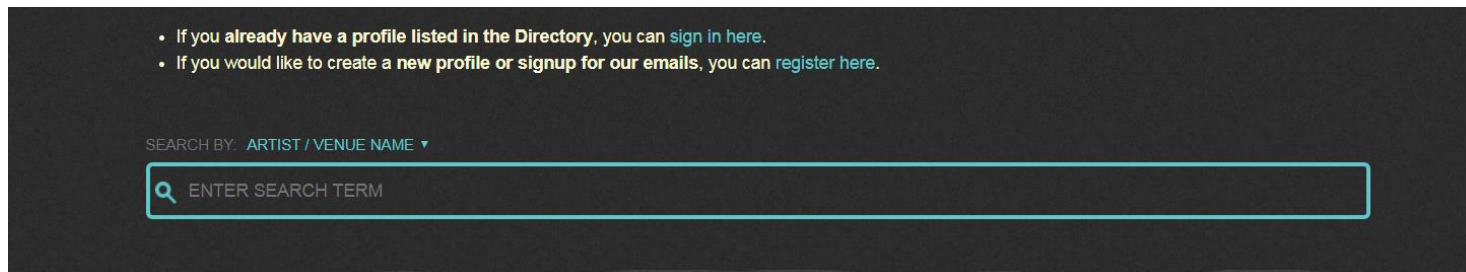 • If you already have a profile listed in the Directory, you can sign in here.
• If you would like to create a new profile or signup for our emails, you can register here.
SEARCH BY: ARTIST / VENUE NAME ▾
ENTER SEARCH TERM